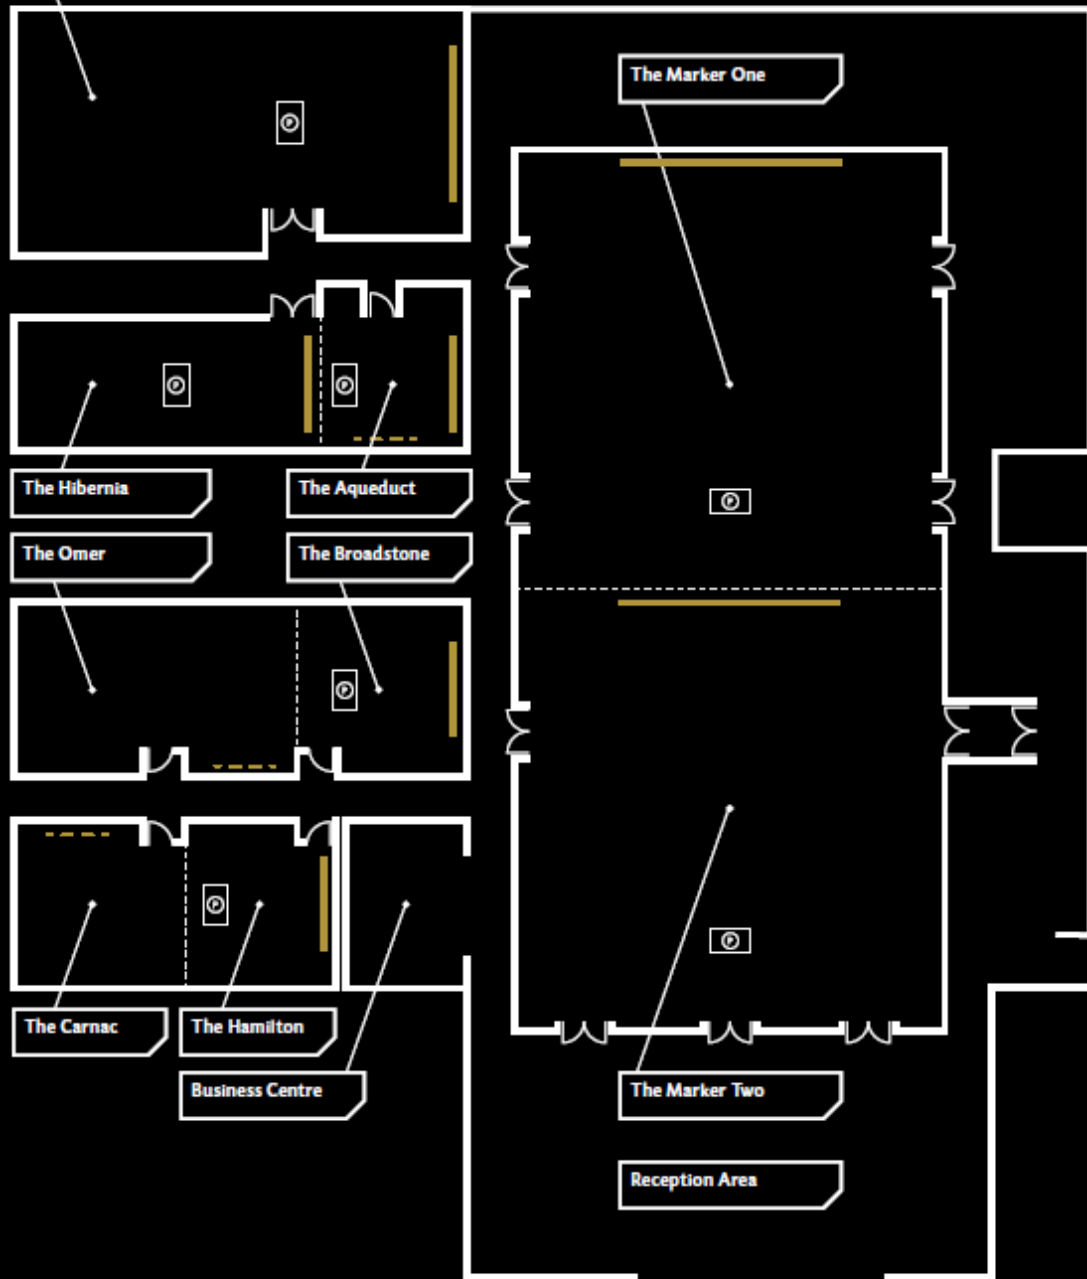 The Marker One
P
P
P
The Hibernia
The Aqueduct
P
The Omer
The Broadstone
P
P
P
The Carnac
The Hamilton
Business Centre
The Marker Two
Reception Area